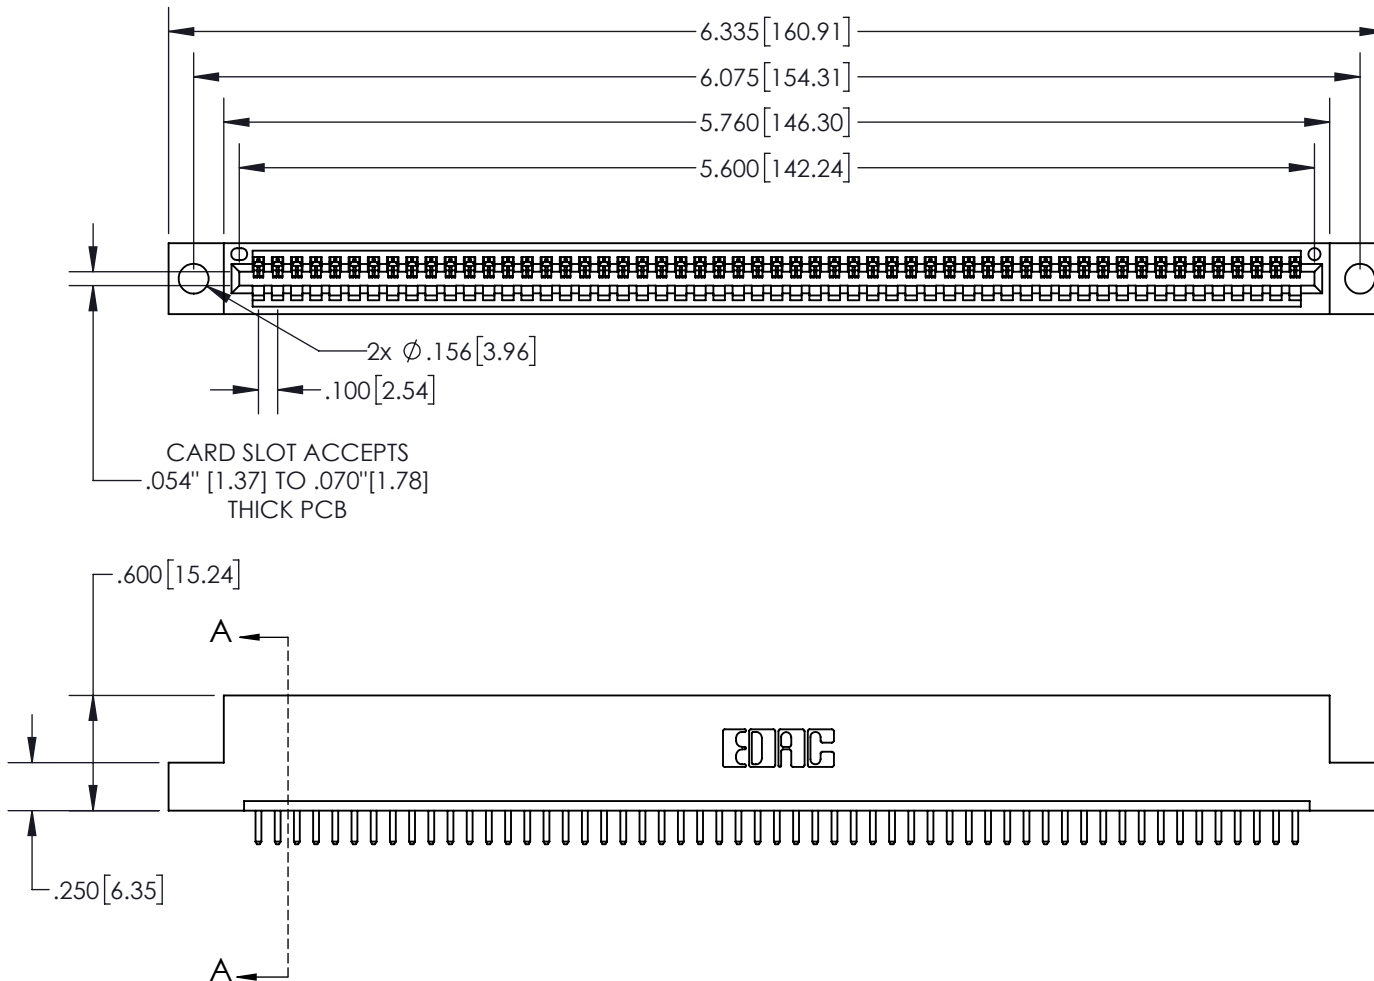 6.335[160.91]
6.075[154.31]
5.760[146.30]
5.600[142.24]
2x Ø.156[3.96]
.100[2.54]
CARD SLOT ACCEPTS
.054" [1.37] TO .070"[1.78]
THICK PCB
.600[15.24]
A
EDAC
.250[6.35]
A